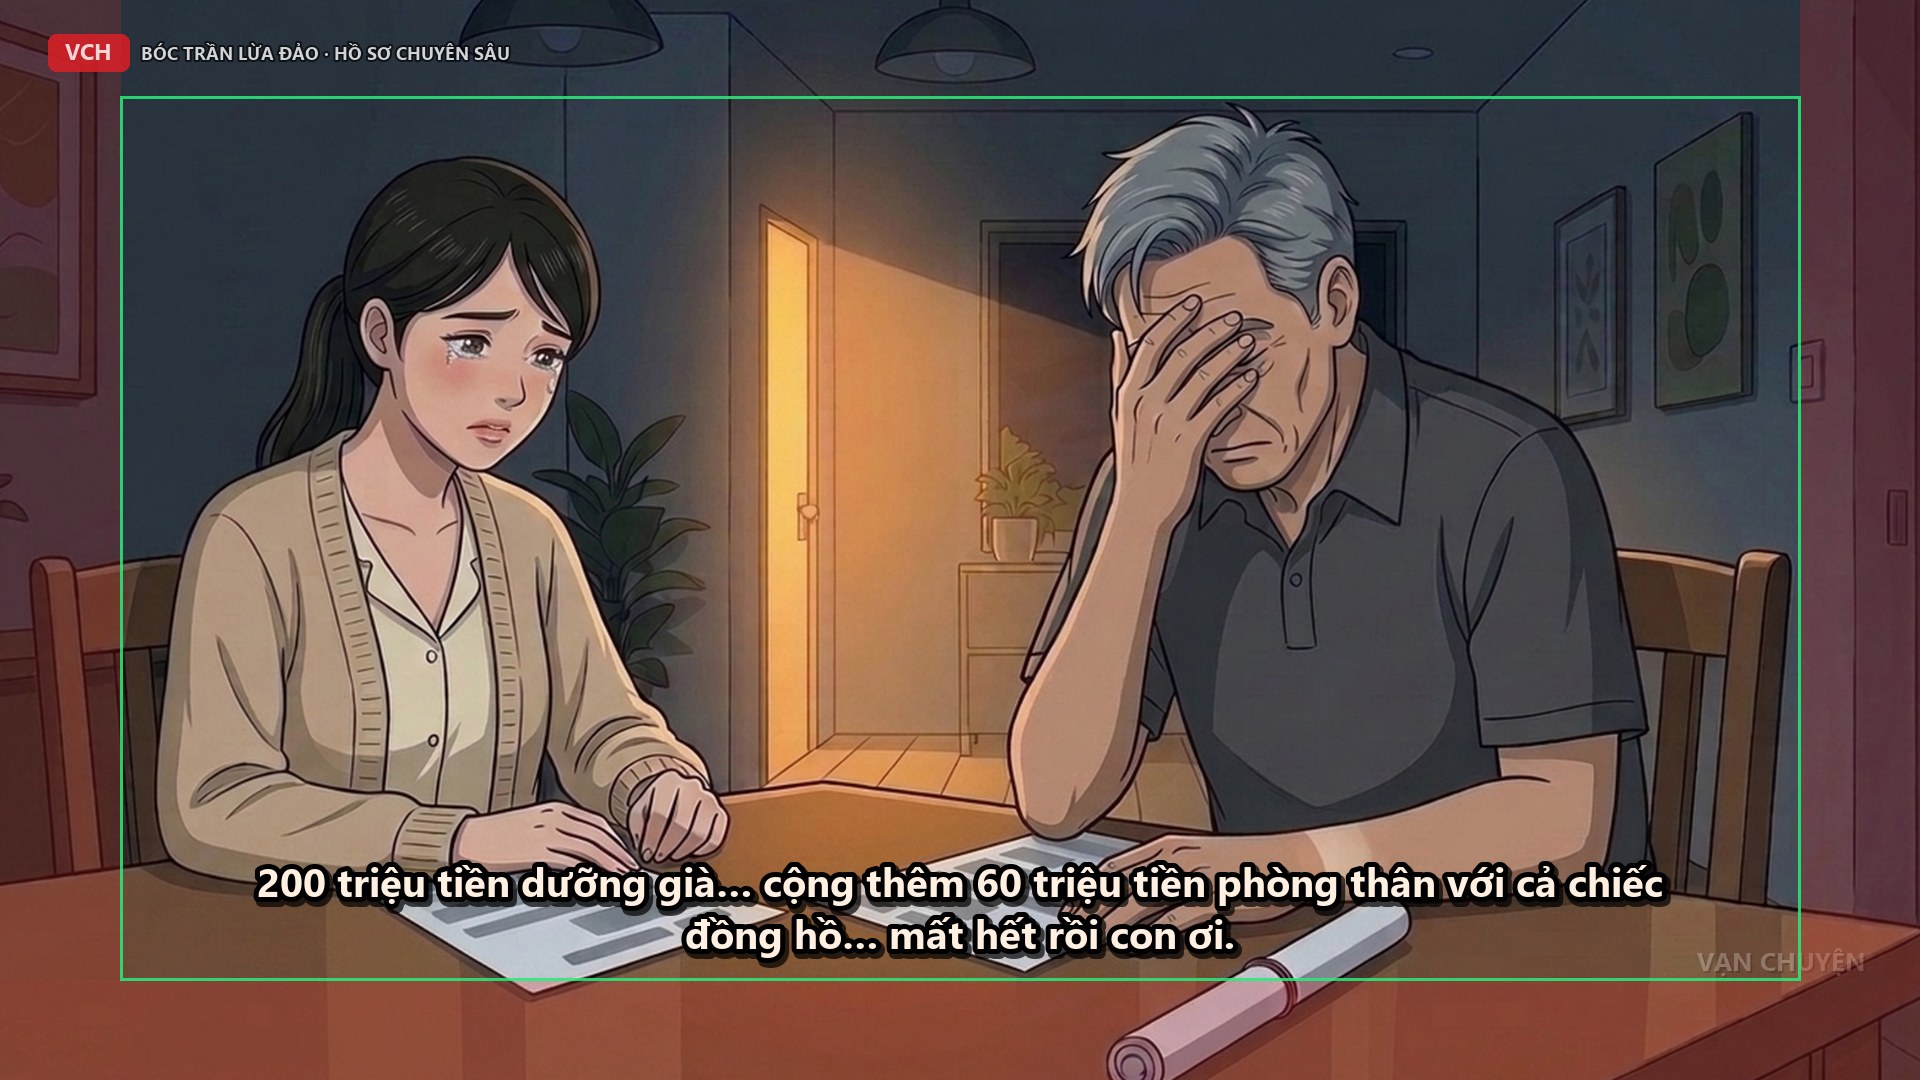 VCH BÓC TRẦN LỪA ĐẢO · HỒ SƠ CHUYÊN SÂU
200 triệu tiền dưỡng già... cộng thêm 60 triệu tiền phòng thân với cả chiếc
đồng hồ... mất hết rồi con ơi.
VẠN CHUYỆN